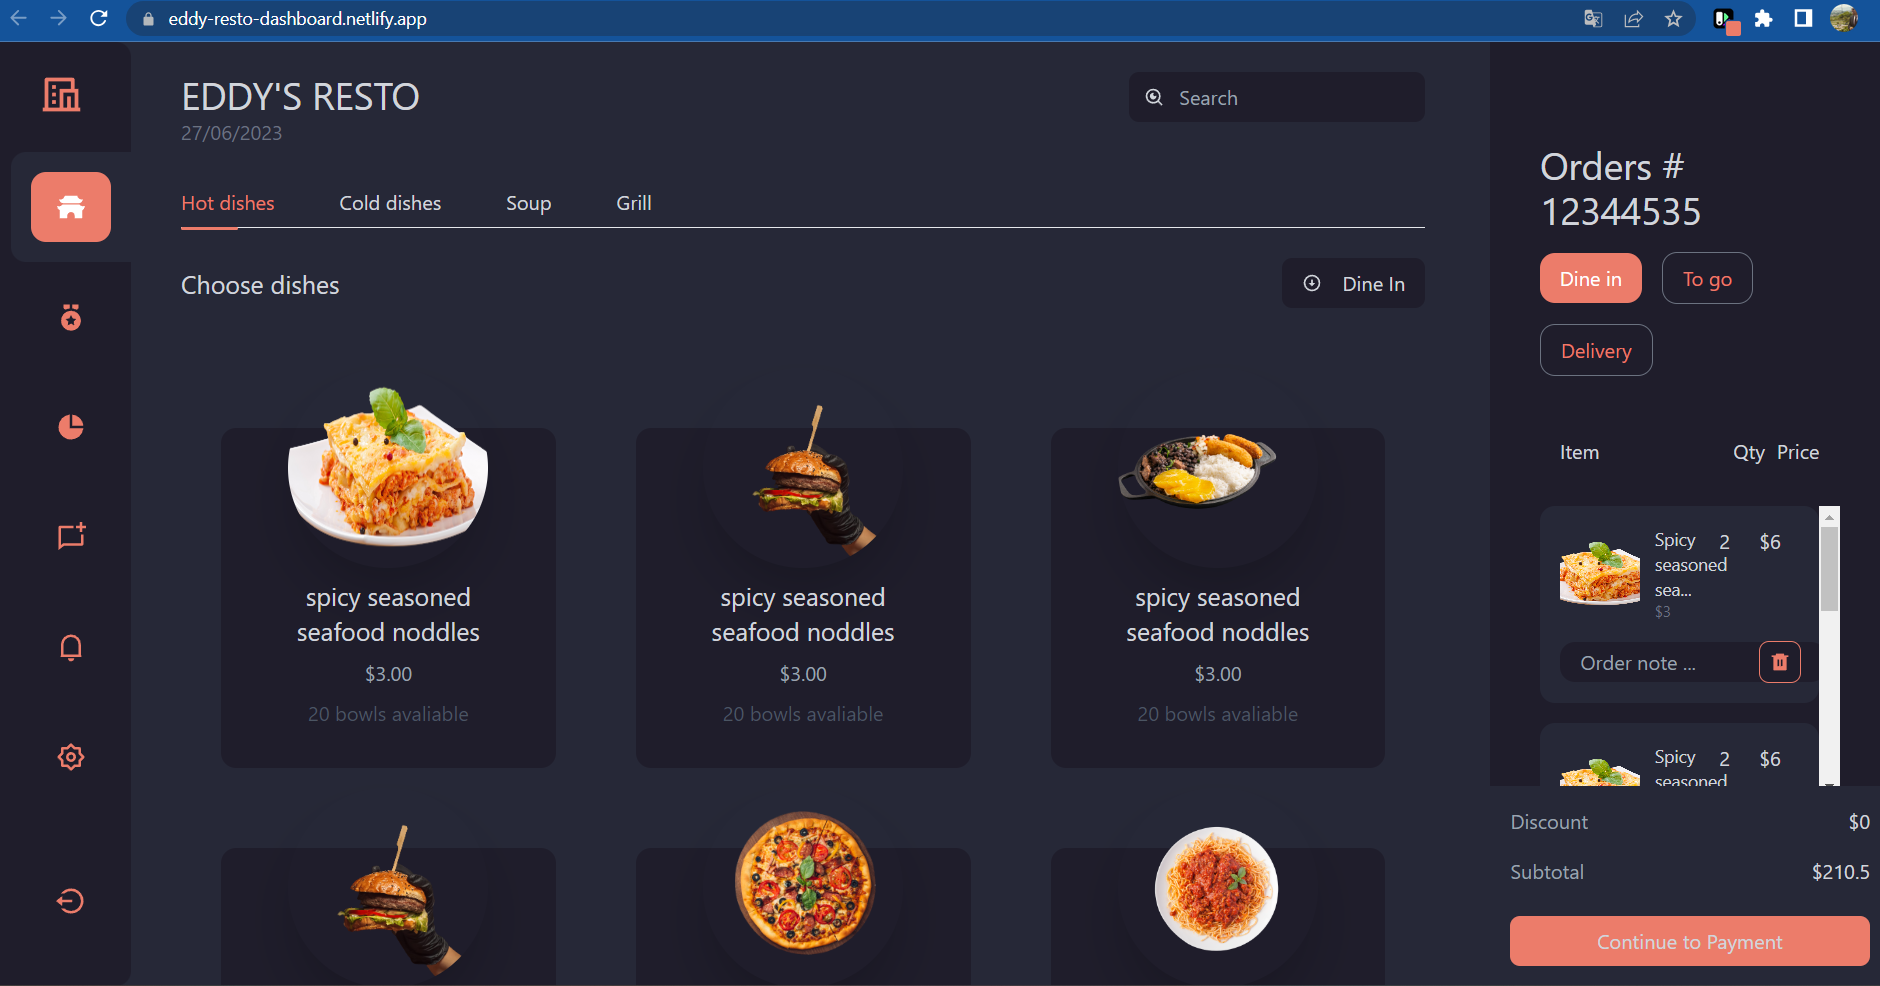 eddy-resto-dashboard.netlify.app
EDDY'S RESTO
27/06/2023
Search
Hot dishes
Cold dishes
Soup
Grill
Choose dishes
Dine In
spicy seasoned
seafood noddles
$3.00
20 bowls avaliable
spicy seasoned
seafood noddles
$3.00
20 bowls avaliable
spicy seasoned
seafood noddles
$3.00
20 bowls avaliable
Orders #
12344535
Dine in
To go
Delivery
Item Qty Price
Spicy 2 $6
seasoned
sea...
$3
Order note ...
Spicy 2 $6
seasoned
Discount $0
Subtotal $210.5
Continue to Payment